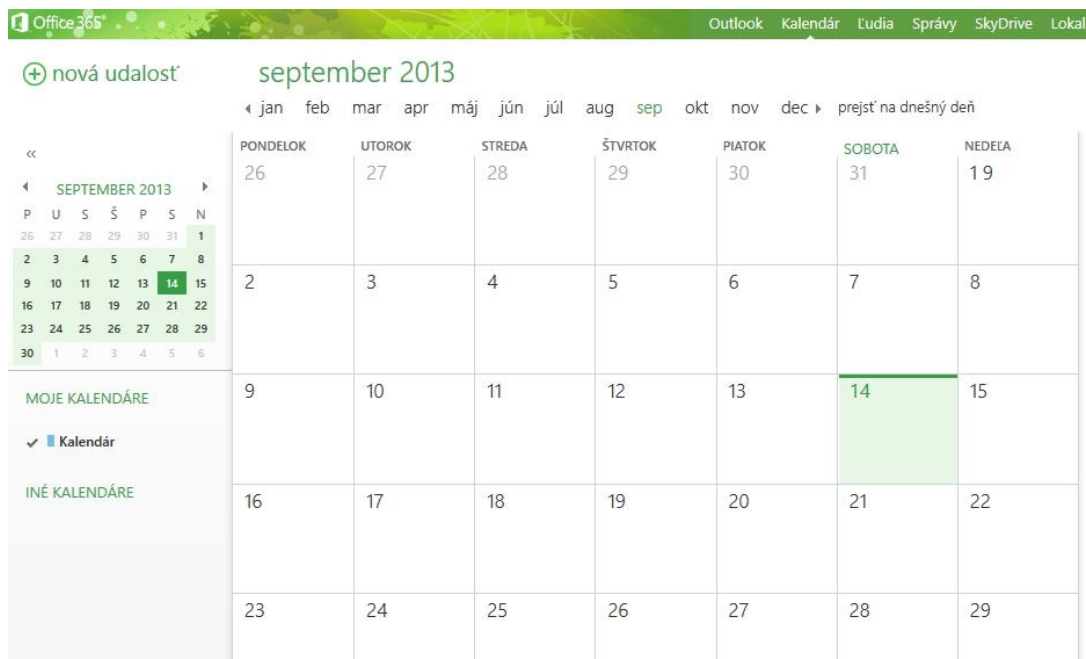 Office 365
Outlook Kalendár Ľudia Správy SkyDrive Lokal
nová udalosť
september 2013
jan feb mar apr máj jún júl aug sep okt nov dec prejsť na dnešný deň
«
SEPTEMBER 2013
P U S Š P S N
26 27 28 29 30 31 1
2 3 4 5 6 7 8
9 10 11 12 13 14 15
16 17 18 19 20 21 22
23 24 25 26 27 28 29
30 1 2 3 4 5 6
MOJE KALENDÁRE
Kalendár
INÉ KALENDÁRE
PONDELOK UTOROK STREDA ŠTVRTOK PIATOK SOBOTA NEDEĽA
26 27 28 29 30 31 1 9
2 3 4 5 6 7 8
9 10 11 12 13 14 15
16 17 18 19 20 21 22
23 24 25 26 27 28 29